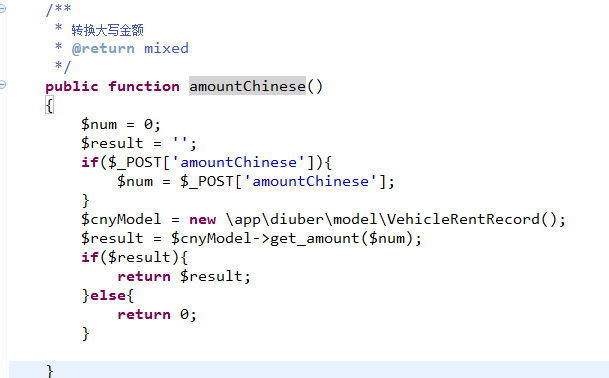 /**
 * 转换大写金额
 * @return mixed
 */
public function amountChinese()
{
    $num = 0;
    $result = '';
    if($_POST['amountChinese']){
        $num = $_POST['amountChinese'];
    }
    $cnyModel = new \app\diuber\model\VehicleRentRecord();
    $result = $cnyModel->get_amount($num);
    if($result){
        return $result;
    }else{
        return 0;
    }
}